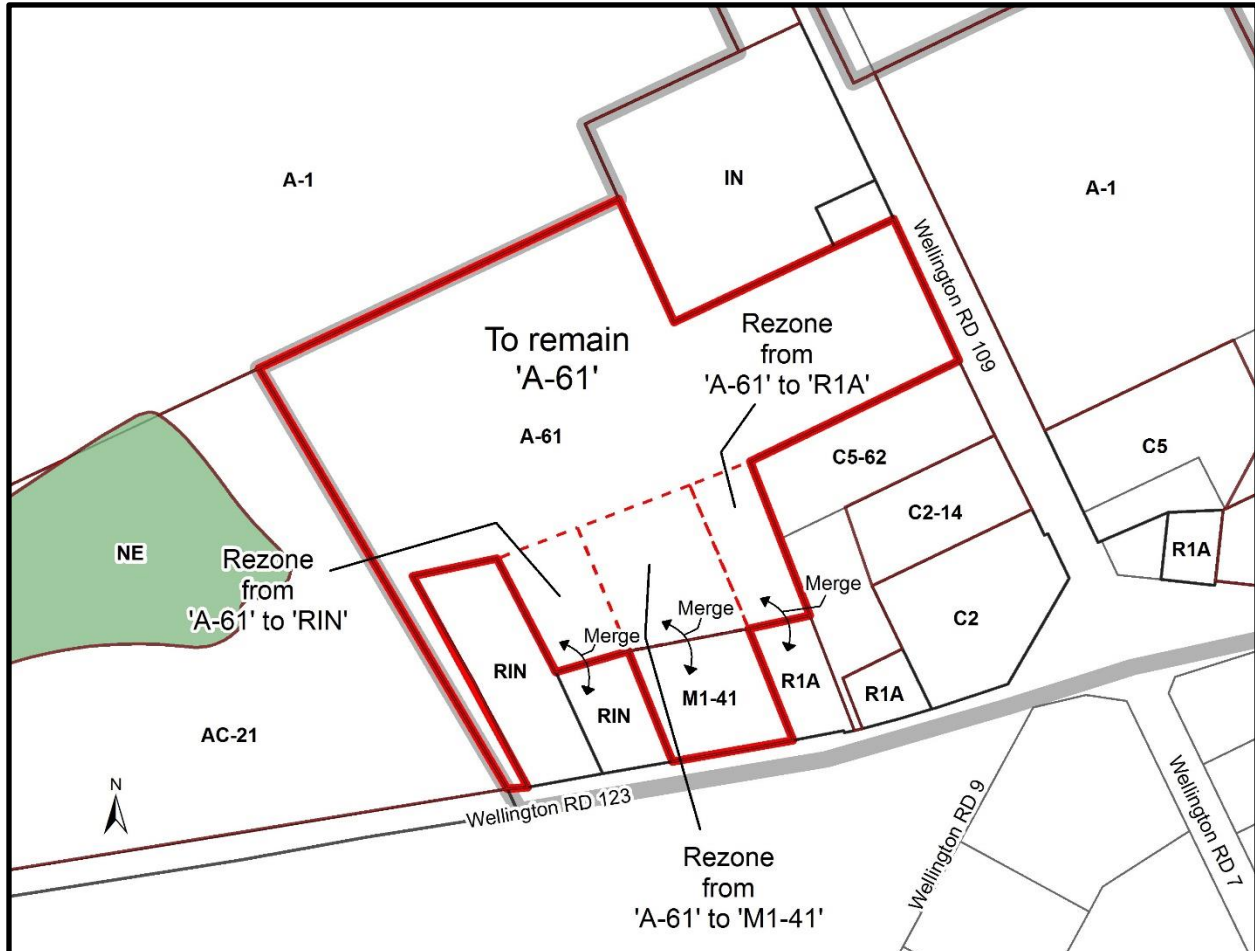 A-1
IN
A-1
Wellington RD 109
To remain
'A-61'
Rezone
from
'A-61' to 'R1A'
A-61
C5-62
C5
C2-14
R1A
NE
Rezone
from
'A-61' to 'RIN'
Merge
Merge
Merge
C2
RIN
RIN
M1-41
R1A
R1A
AC-21
N
Wellington RD 123
Wellington RD 9
Wellington RD 7
Rezone
from
'A-61' to 'M1-41'